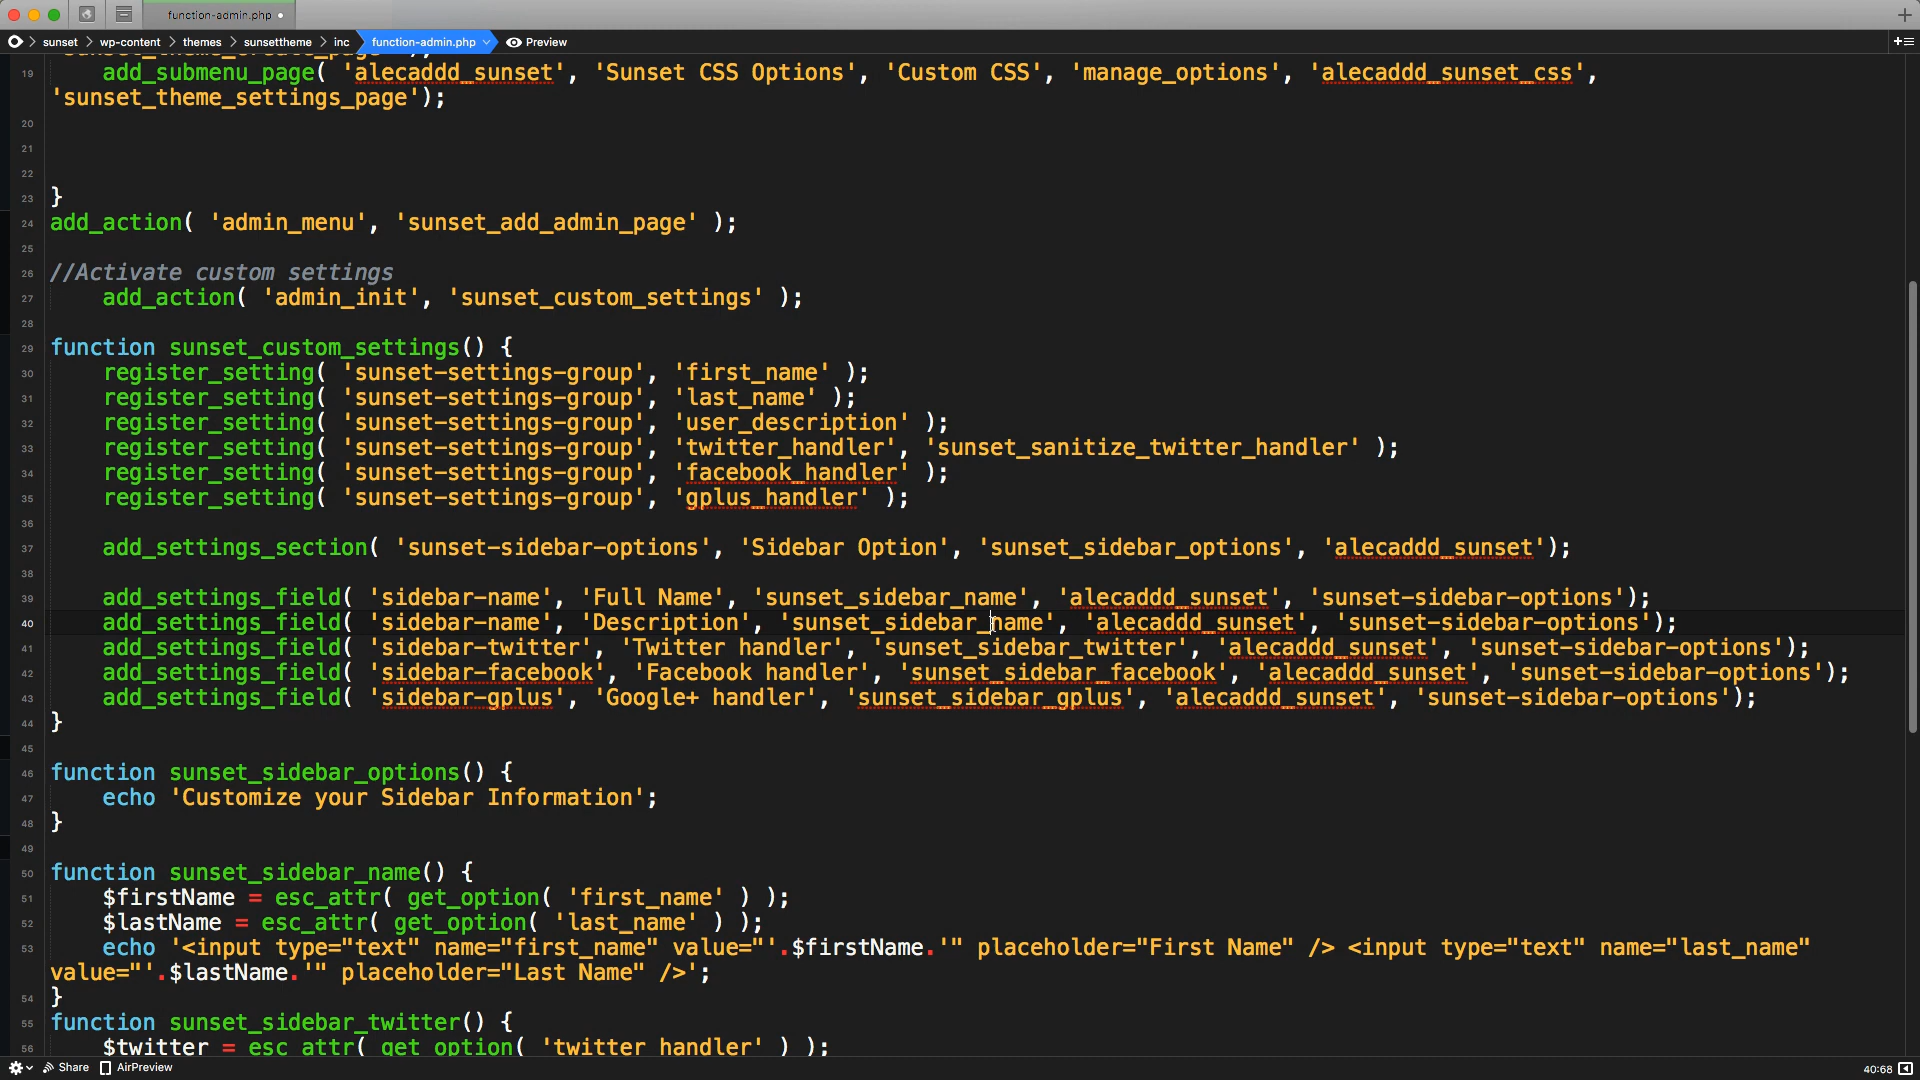 function-admin.php
sunset wp-content themes sunsettheme inc function-admin.php Preview
19 add_submenu_page( 'alecaddd_sunset', 'Sunset CSS Options', 'Custom CSS', 'manage_options', 'alecaddd_sunset_css',
'sunset_theme_settings_page');
20
21
22
23 }
24 add_action( 'admin_menu', 'sunset_add_admin_page' );
25
26 //Activate custom settings
27 add_action( 'admin_init', 'sunset_custom_settings' );
28
29 function sunset_custom_settings() {
30 register_setting( 'sunset-settings-group', 'first_name' );
31 register_setting( 'sunset-settings-group', 'last_name' );
32 register_setting( 'sunset-settings-group', 'user_description' );
33 register_setting( 'sunset-settings-group', 'twitter_handler', 'sunset_sanitize_twitter_handler' );
34 register_setting( 'sunset-settings-group', 'facebook_handler' );
35 register_setting( 'sunset-settings-group', 'gplus_handler' );
36
37 add_settings_section( 'sunset-sidebar-options', 'Sidebar Option', 'sunset_sidebar_options', 'alecaddd_sunset');
38
39 add_settings_field( 'sidebar-name', 'Full Name', 'sunset_sidebar_name', 'alecaddd_sunset', 'sunset-sidebar-options');
40 add_settings_field( 'sidebar-name', 'Description', 'sunset_sidebar_name', 'alecaddd_sunset', 'sunset-sidebar-options');
41 add_settings_field( 'sidebar-twitter', 'Twitter handler', 'sunset_sidebar_twitter', 'alecaddd_sunset', 'sunset-sidebar-options');
42 add_settings_field( 'sidebar-facebook', 'Facebook handler', 'sunset_sidebar_facebook', 'alecaddd_sunset', 'sunset-sidebar-options');
43 add_settings_field( 'sidebar-gplus', 'Google+ handler', 'sunset_sidebar_gplus', 'alecaddd_sunset', 'sunset-sidebar-options');
44 }
45
46 function sunset_sidebar_options() {
47 echo 'Customize your Sidebar Information';
48 }
49
50 function sunset_sidebar_name() {
51 $firstName = esc_attr( get_option( 'first_name' ) );
52 $lastName = esc_attr( get_option( 'last_name' ) );
53 echo '<input type="text" name="first_name" value="'.$firstName.'" placeholder="First Name" /> <input type="text" name="last_name"
value="'.$lastName.'" placeholder="Last Name" />';
54 }
55 function sunset_sidebar_twitter() {
56 $twitter = esc_attr( get_option( 'twitter_handler' ) );
Share AirPreview 40:68